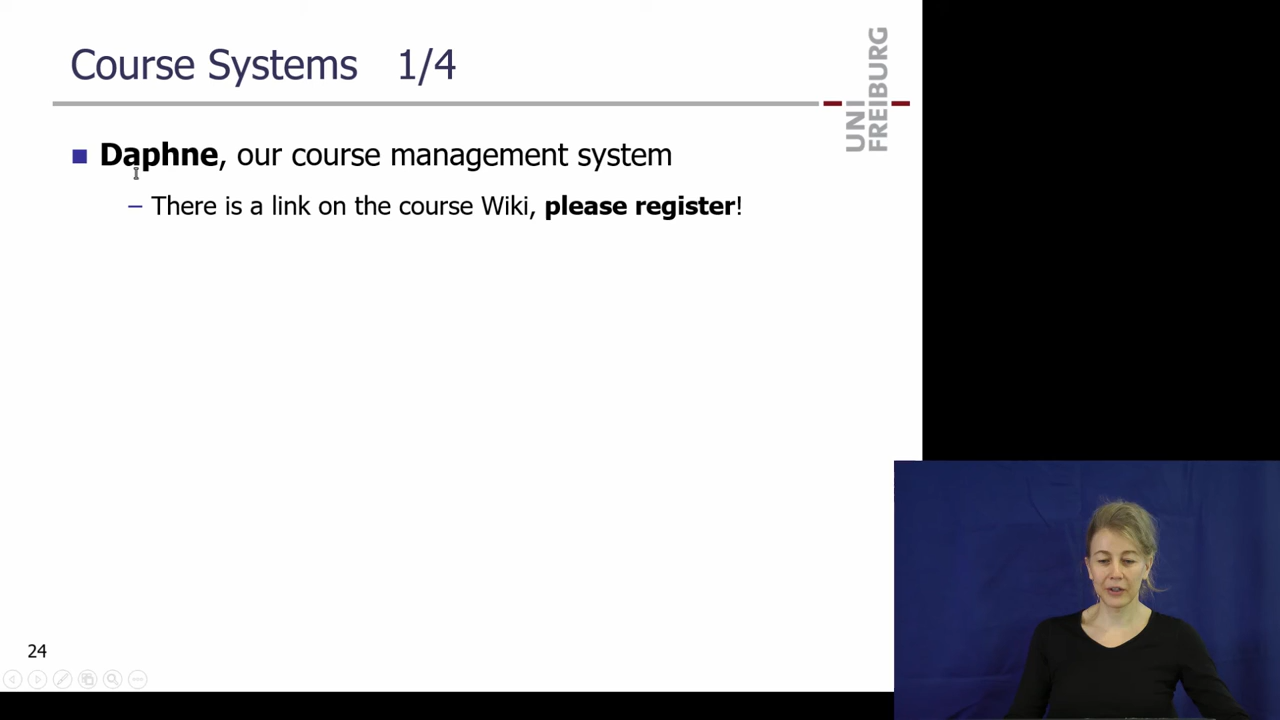 Course Systems 1/4
UNI
FREIBURG
■ Daphne, our course management system
– There is a link on the course Wiki, please register!
24